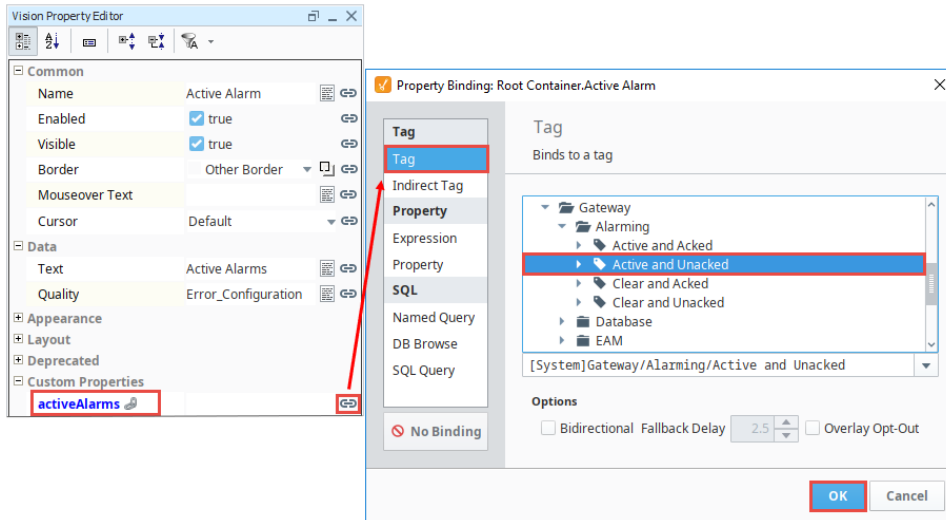 Vision Property Editor
Common
Name Active Alarm
Enabled true
Visible true
Border Other Border
Mouseover Text
Cursor Default
Data
Text Active Alarms
Quality Error_Configuration
Appearance
Layout
Deprecated
Custom Properties
activeAlarms
Property Binding: Root Container.Active Alarm
Tag
Tag
Indirect Tag
Property
Expression
Property
SQL
Named Query
DB Browse
SQL Query
No Binding
Tag
Binds to a tag
Gateway
Alarming
Active and Acked
Active and Unacked
Clear and Acked
Clear and Unacked
Database
EAM
[System]Gateway/Alarming/Active and Unacked
Options
Bidirectional Fallback Delay 2.5 Overlay Opt-Out
OK Cancel